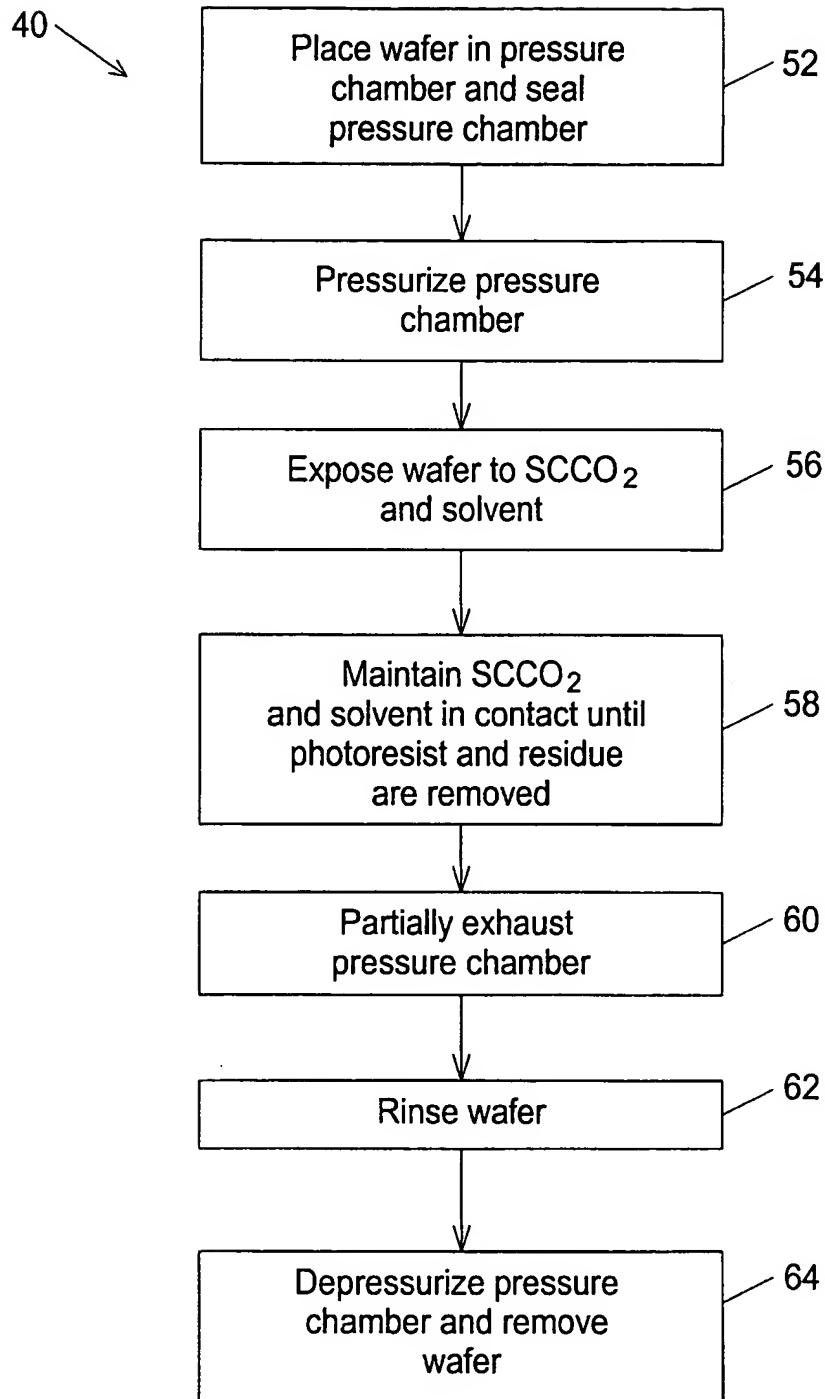 40
Place wafer in pressure
chamber and seal
pressure chamber
52
Pressurize pressure
chamber
54
Expose wafer to SCCO₂
and solvent
56
Maintain SCCO₂
and solvent in contact until
photoresist and residue
are removed
58
Partially exhaust
pressure chamber
60
Rinse wafer
62
Depressurize pressure
chamber and remove
wafer
64